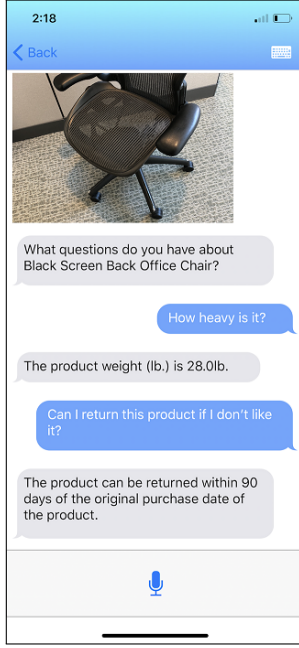 2:18
Back
What questions do you have about
Black Screen Back Office Chair?
How heavy is it?
The product weight (lb.) is 28.0lb.
Can I return this product if I don't like
it?
The product can be returned within 90
days of the original purchase date of
the product.